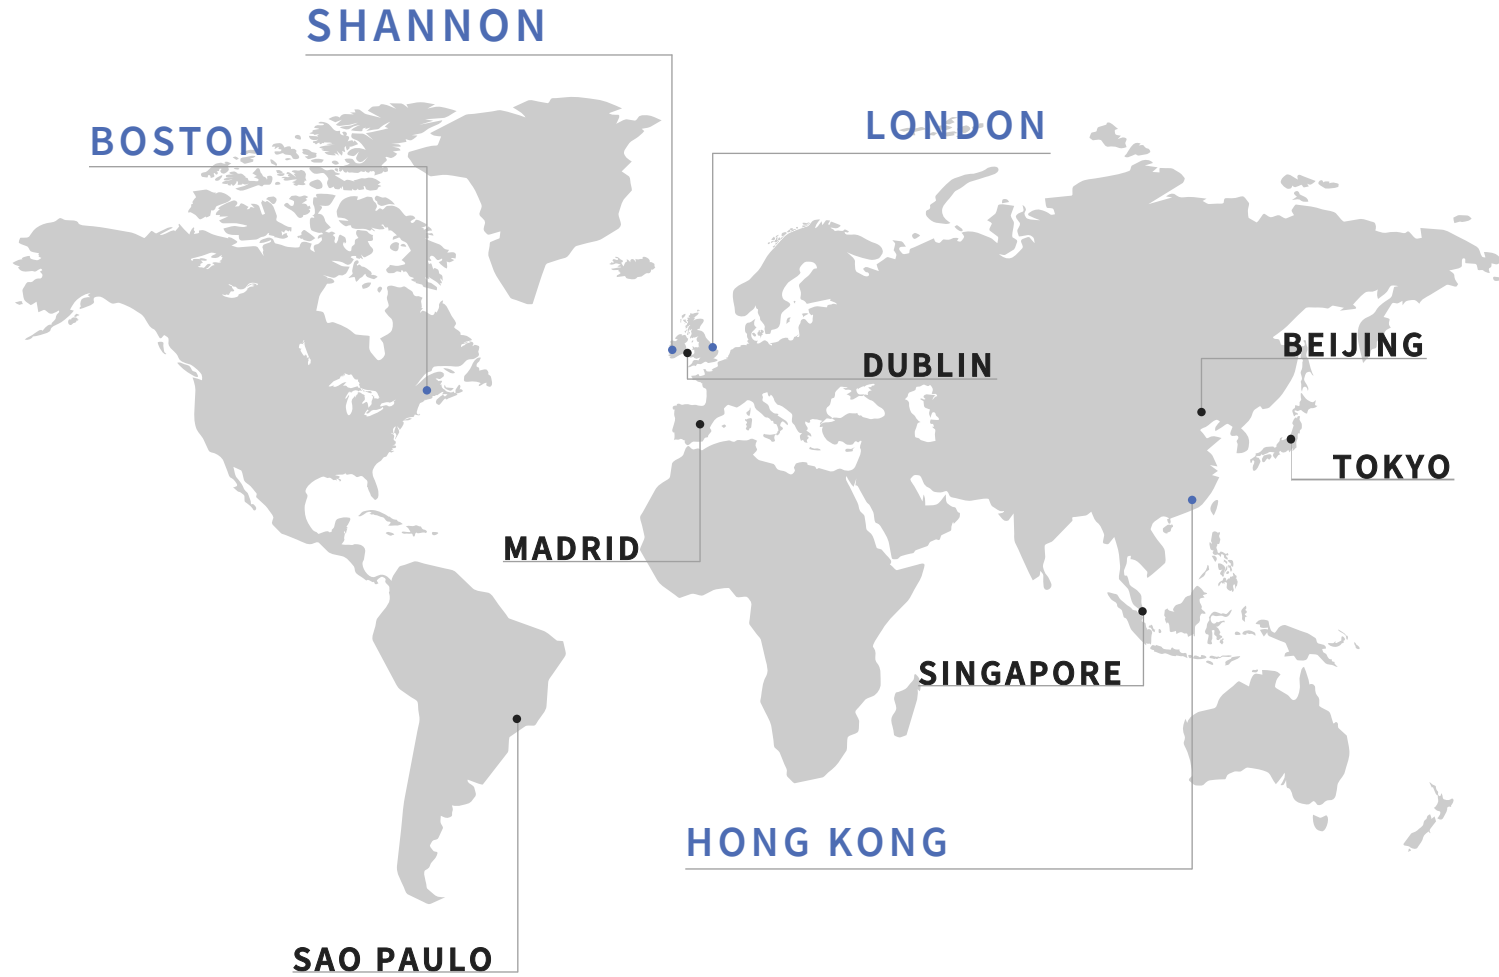 SHANNON
BOSTON
LONDON
BEIJING
DUBLIN
TOKYO
MADRID
SINGAPORE
HONG KONG
SAO PAULO